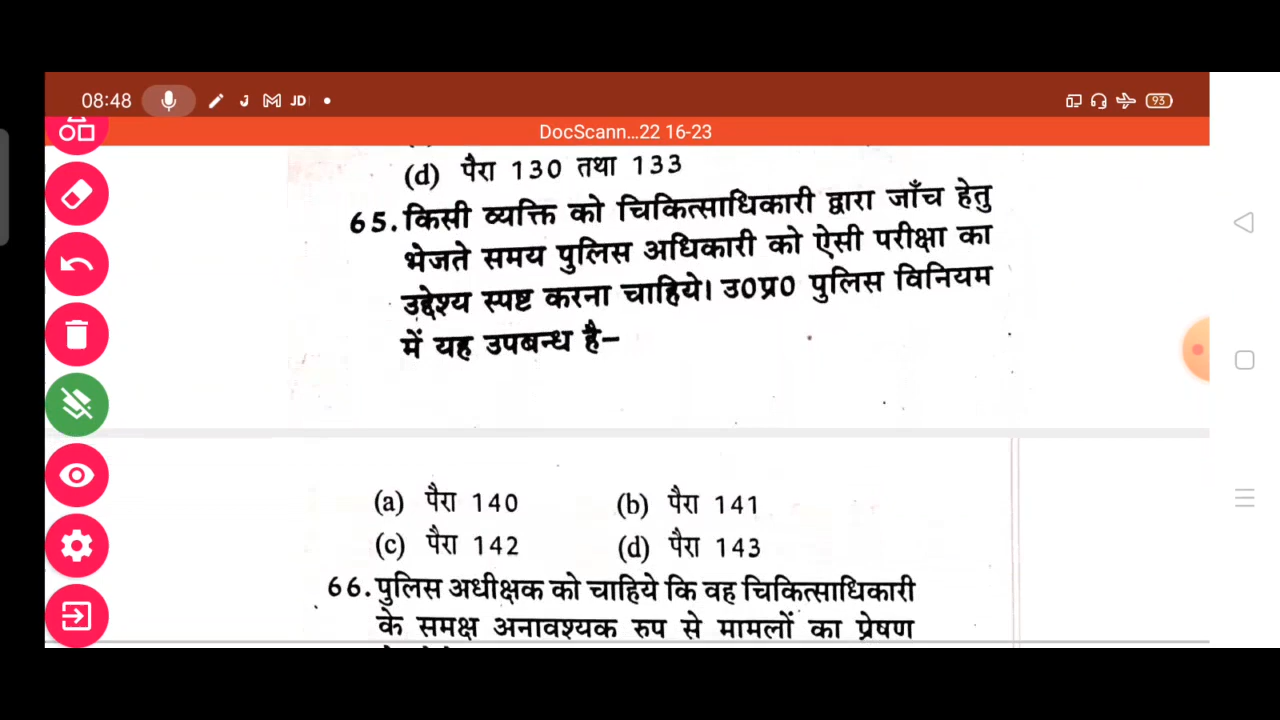 08:48
JD
93
DocScann...22 16-23
(d) पैरा 130 तथा 133
65. किसी व्यक्ति को चिकित्साधिकारी द्वारा जाँच हेतु
भेजते समय पुलिस अधिकारी को ऐसी परीक्षा का
उद्देश्य स्पष्ट करना चाहिये। उ0प्र0 पुलिस विनियम
में यह उपबन्ध है–
(a) पैरा 140 (b) पैरा 141
(c) पैरा 142 (d) पैरा 143
66. पुलिस अधीक्षक को चाहिये कि वह चिकित्साधिकारी
के समक्ष अनावश्यक रुप से मामलों का प्रेषण